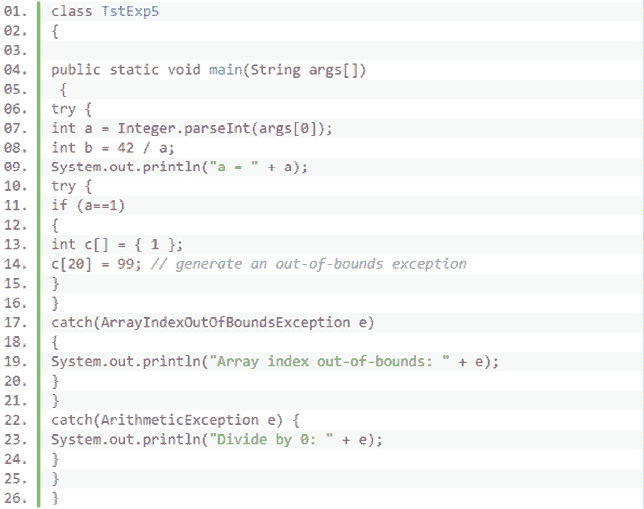 01. class TstExp5
02. {
03.
04. public static void main(String args[])
05. {
06. try {
07. int a = Integer.parseInt(args[0]);
08. int b = 42 / a;
09. System.out.println("a = " + a);
10. try {
11. if (a==1)
12. {
13. int c[] = { 1 };
14. c[20] = 99; // generate an out-of-bounds exception
15. }
16. }
17. catch(ArrayIndexOutOfBoundsException e)
18. {
19. System.out.println("Array index out-of-bounds: " + e);
20. }
21. }
22. catch(ArithmeticException e) {
23. System.out.println("Divide by 0: " + e);
24. }
25. }
26. }